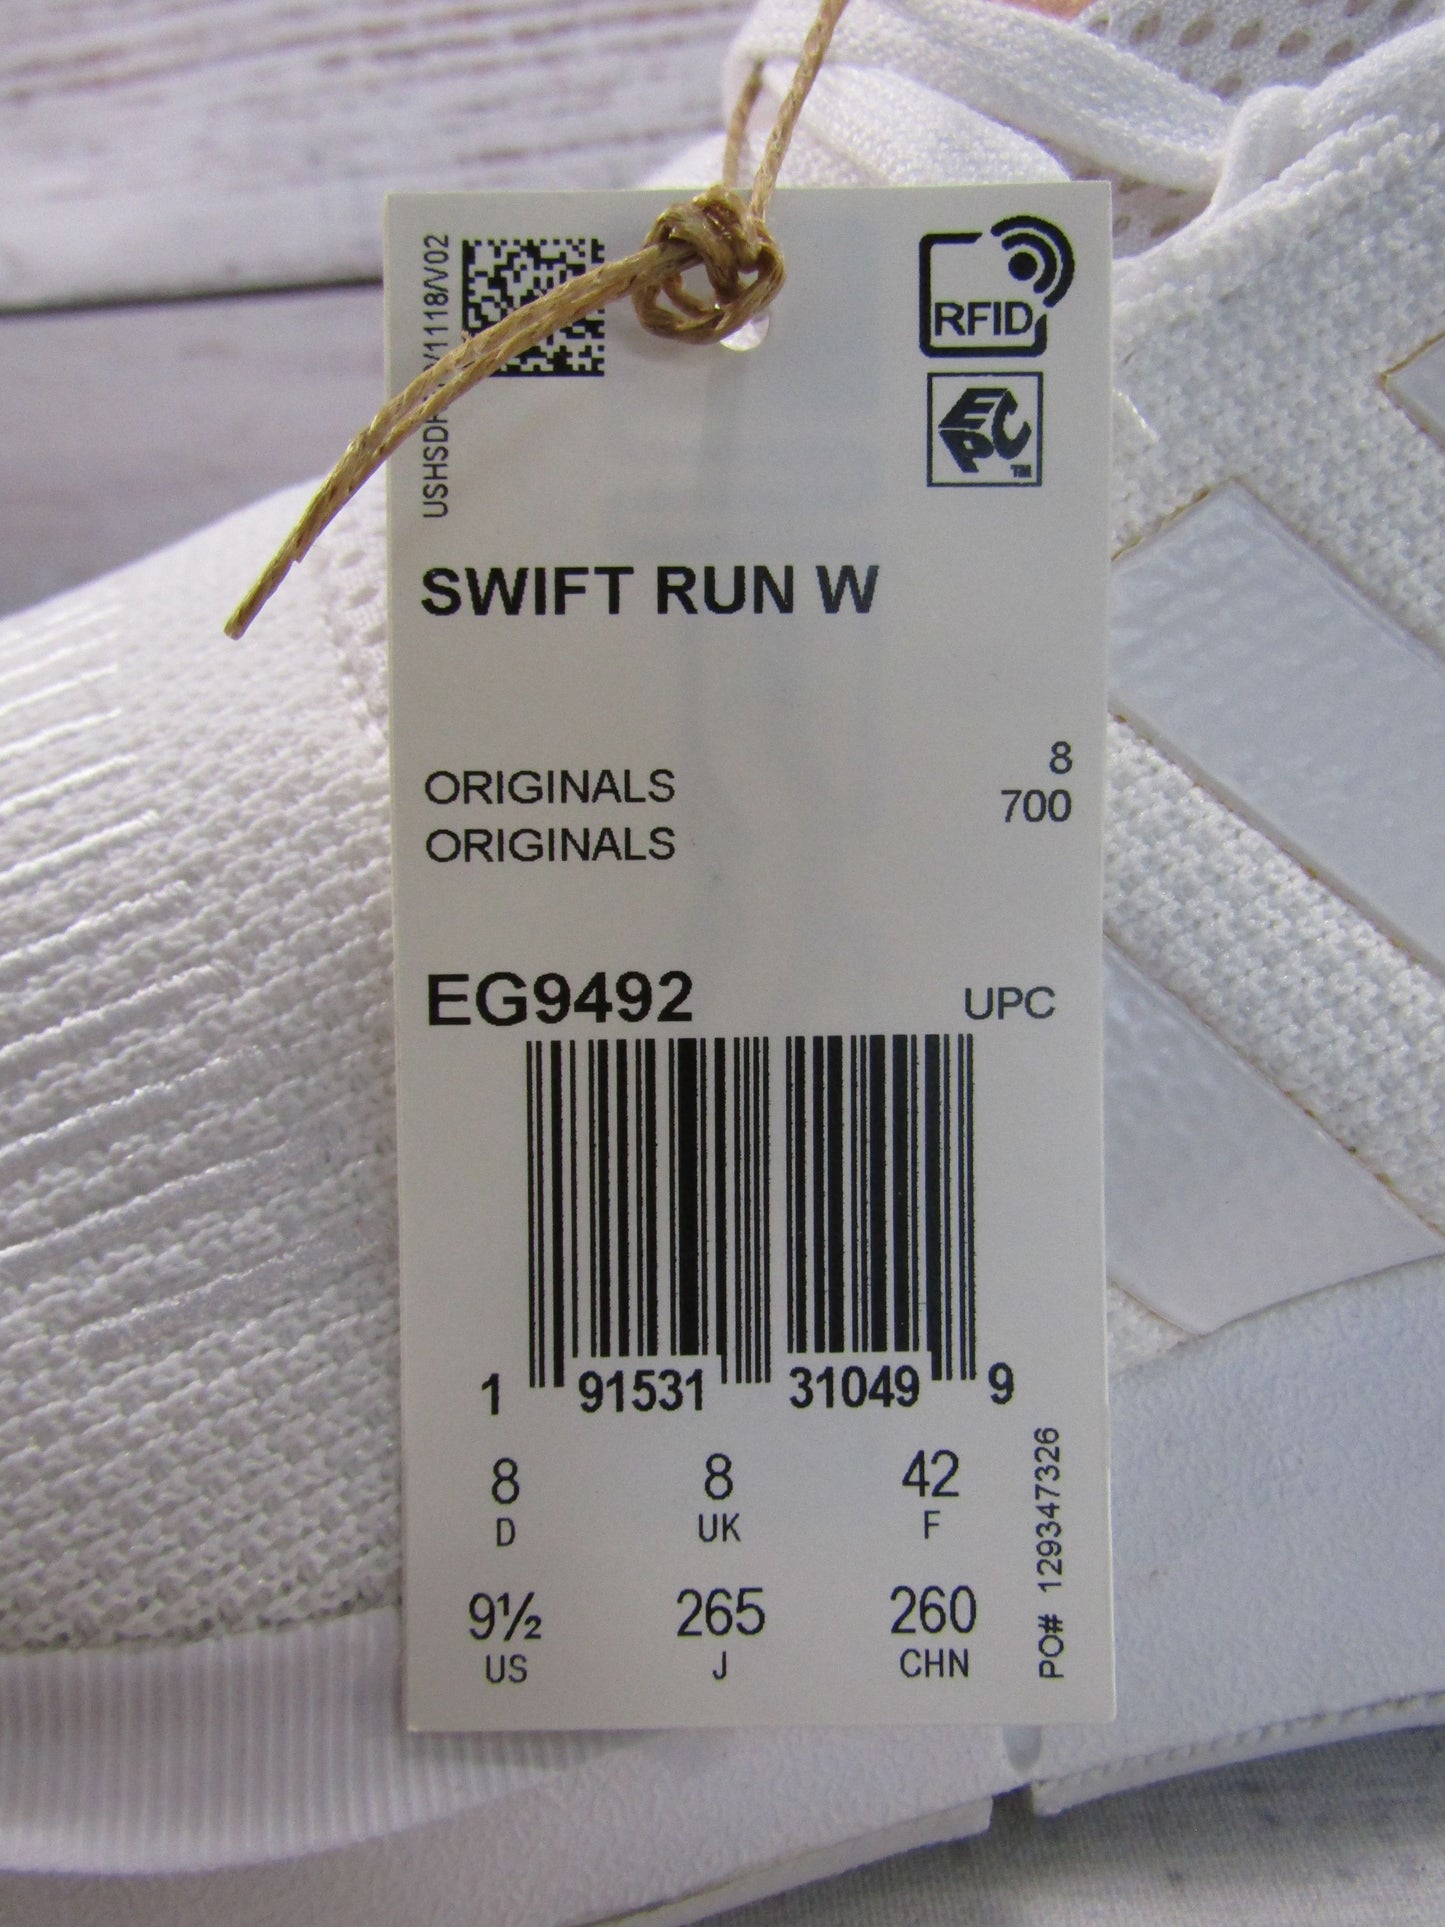 /1118/V02
RFID
EPC
TM
SWIFT RUN W
ORIGINALS
8
700
ORIGINALS
EG9492
UPC
1 91531 31049 9
8 8 42
D UK F
9½ 265 260
US J CHN
PO# 129347326